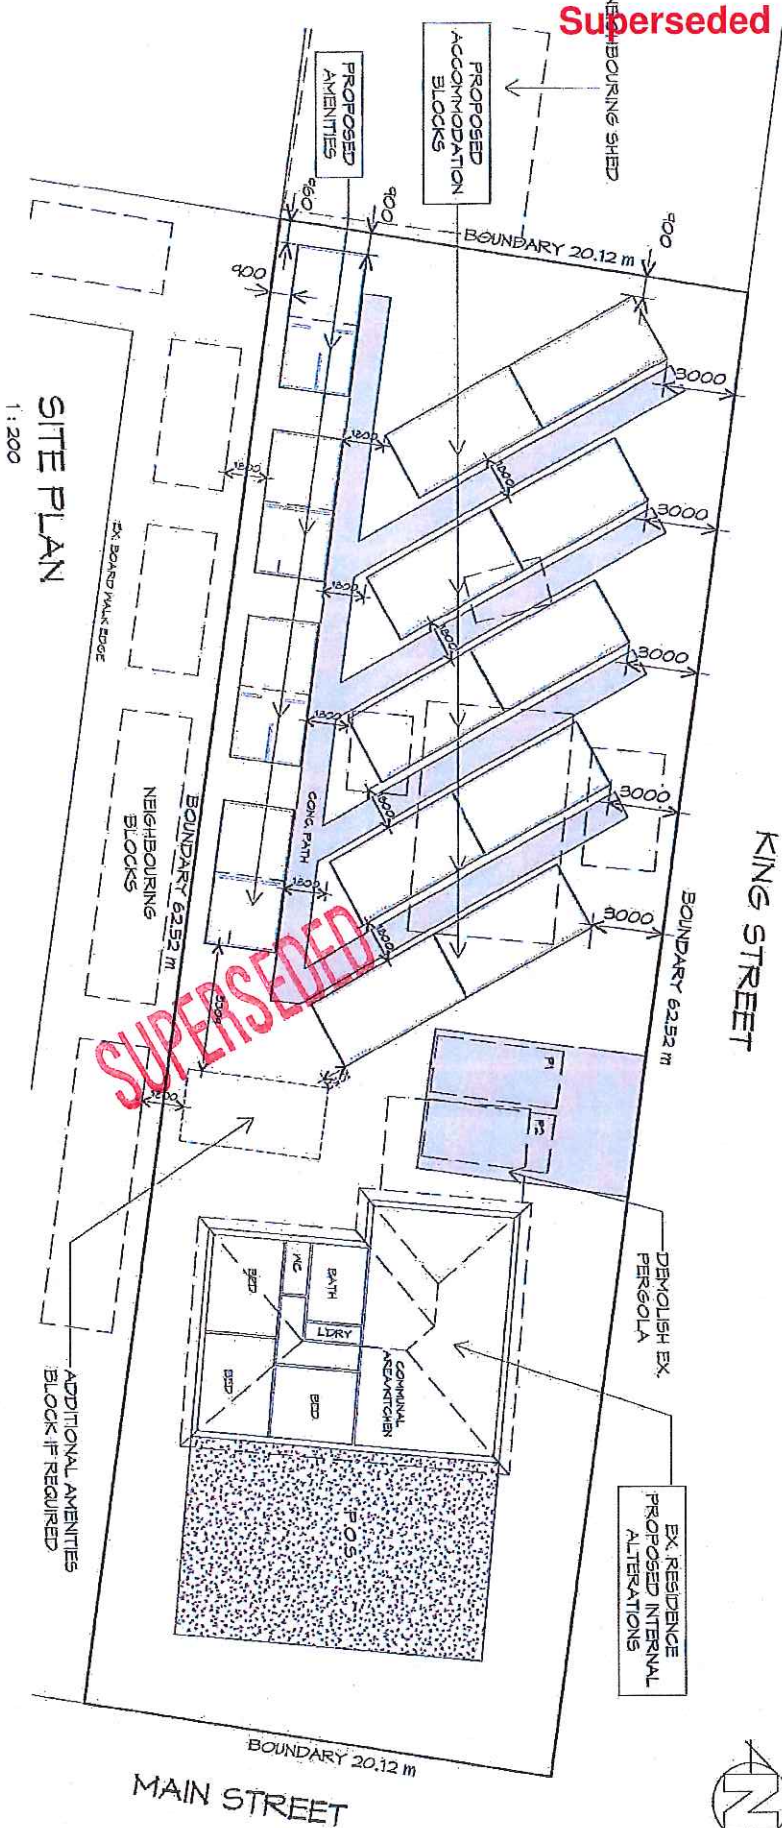 Superseded
NEIGHBOURING SHED
PROPOSED
ACCOMMODATION
BLOCKS
PROPOSED
AMENITIES
960
900
900
900
BOUNDARY 20.12 m
3000
3000
3000
3000
3000
1800
1800
1800
1800
1800
1800
1800
1800
1800
KING STREET
BOUNDARY 62.52 m
SITE PLAN
1 : 200
EX. BOARD WALK EDGE
NEIGHBOURING
BLOCKS
BOUNDARY 62.52 m
CONC. PATH
SUPERSEDED
1200
P1
P2
DEMOLISH EX.
PERGOLA
BED
WC
BATH
LDRY
BED
BED
COMMUNAL
AREA/KITCHEN
ADDITIONAL AMENITIES
BLOCK IF REQUIRED
P.O.S.
EX. RESIDENCE
PROPOSED INTERNAL
ALTERATIONS
BOUNDARY 20.12 m
MAIN STREET
N